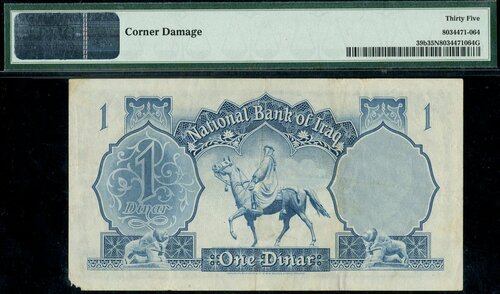 Corner Damage
Thirty Five
8034471-064
39b35N8034471064G
1
National Bank of Iraq
1
1
Dinar
One Dinar